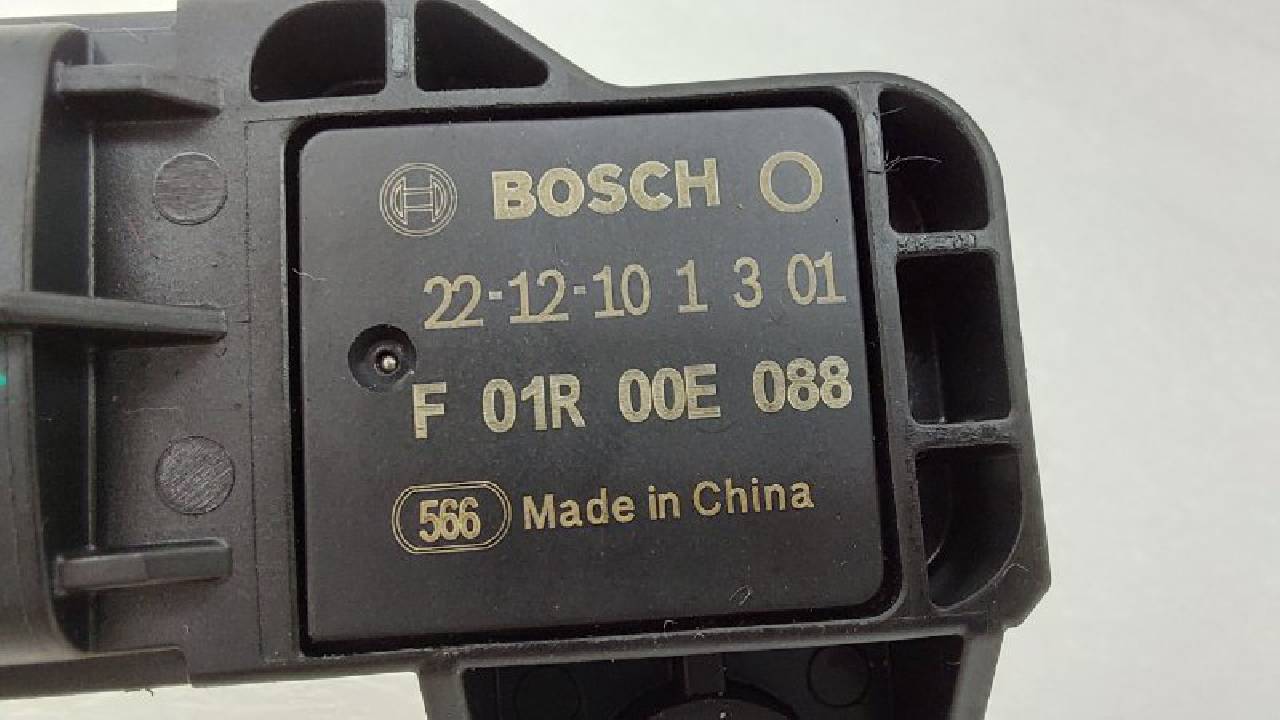 BOSCH
22-12-10 1 3 01
F 01R 00E 088
566 Made in China